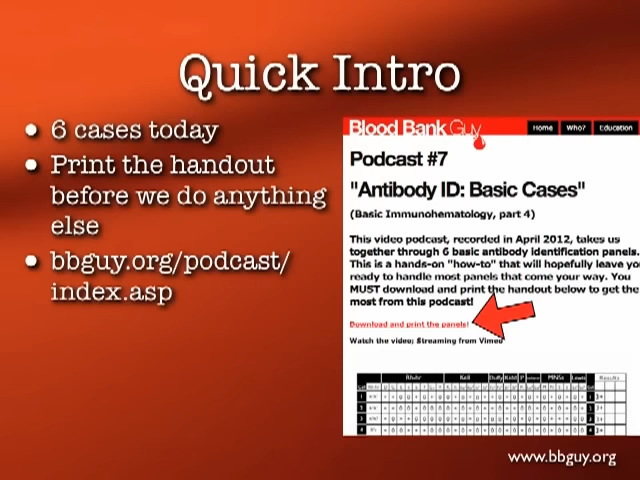 Quick Intro
6 cases today
Print the handout
before we do anything
else
bbguy.org/podcast/
index.asp
Blood Bank Guy
Home Who? Education
Podcast #7
"Antibody ID: Basic Cases"
(Basic Immunohematology, part 4)
This video podcast, recorded in April 2012, takes us
together through 6 basic antibody identification panels.
This is a hands-on "how-to" that will hopefully leave yo
ready to handle most panels that come your way. You
MUST download and print the handout below to get the
most from this podcast!
Download and print the panels!
Watch the video: Streaming from Vimeo
Kell Duffy Kidd MNSs Lewis Results
1
2
3
4
www.bbguy.org